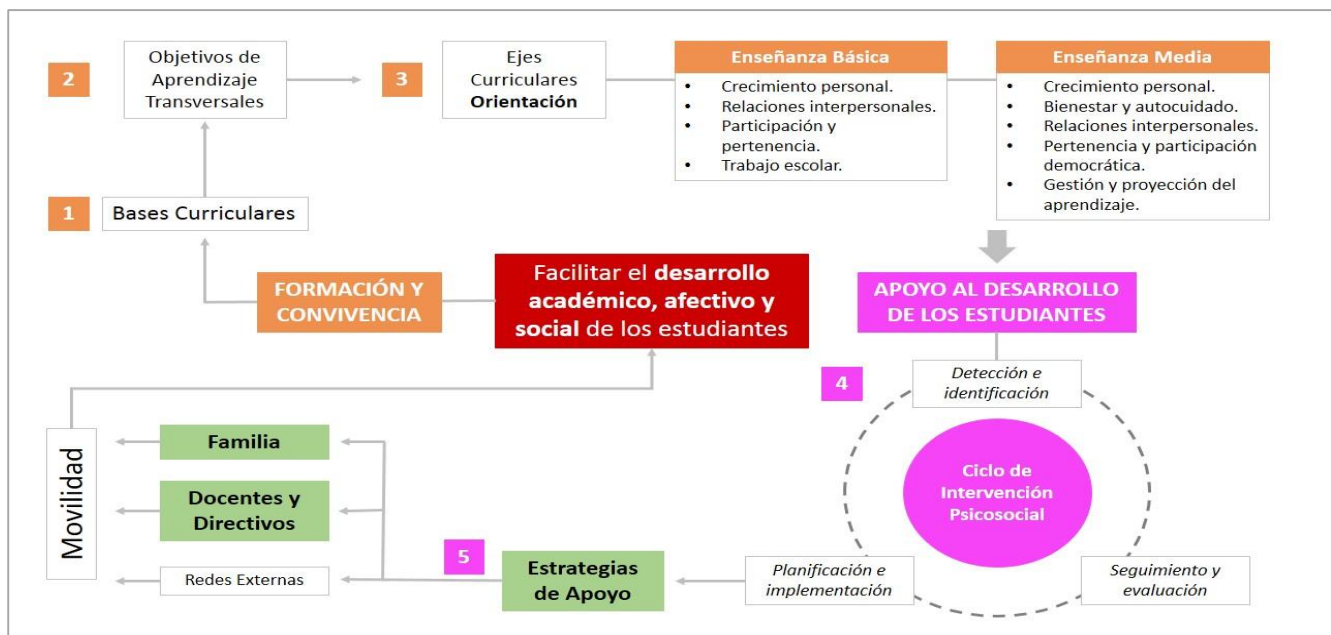 2
Objetivos de
Aprendizaje
Transversales
3
Ejes
Curriculares
Orientación
Enseñanza Básica
• Crecimiento personal.
• Relaciones interpersonales.
• Participación y
pertenencia.
• Trabajo escolar.
Enseñanza Media
• Crecimiento personal.
• Bienestar y autocuidado.
• Relaciones interpersonales.
• Pertenencia y participación
democrática.
• Gestión y proyección del
aprendizaje.
1
Bases Curriculares
FORMACIÓN Y
CONVIVENCIA
Facilitar el desarrollo
académico, afectivo y
social de los estudiantes
APOYO AL DESARROLLO
DE LOS ESTUDIANTES
4
Detección e
identificación
Ciclo de
Intervención
Psicosocial
Seguimiento y
evaluación
Planificación e
implementación
5
Estrategias
de Apoyo
Familia
Docentes y
Directivos
Redes Externas
Movilidad